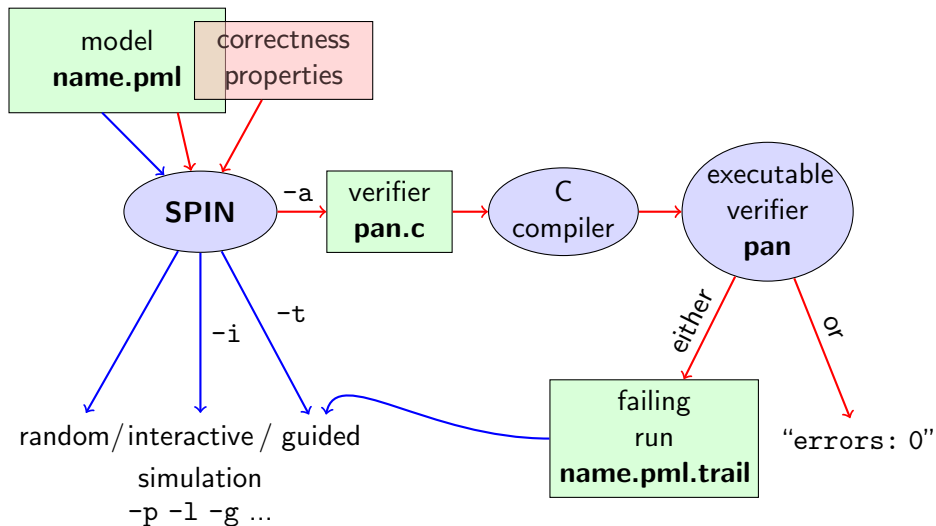 model
name.pml
correctness
properties
SPIN
-a
verifier
pan.c
C
compiler
executable
verifier
pan
-i
-t
either
or
random / interactive / guided
simulation
-p -l -g ...
failing
run
name.pml.trail
“errors: 0”